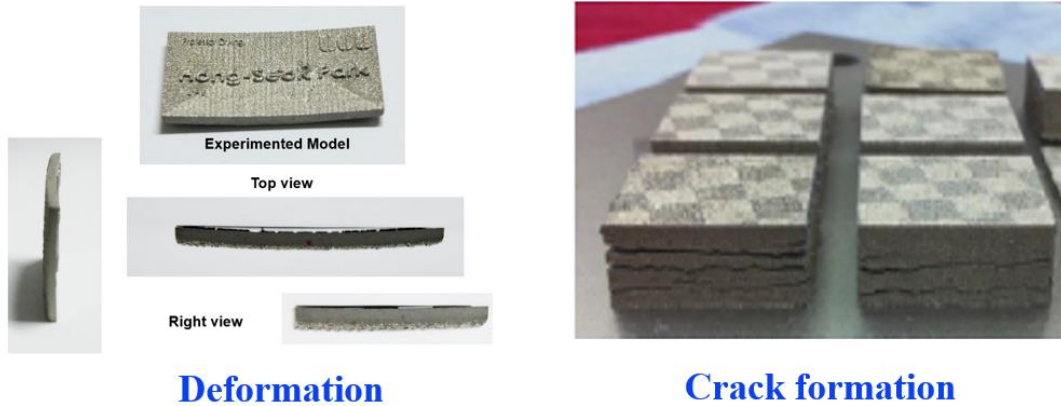 Hong-Seok Park
Experimented Model
Top view
Right view
Deformation
Crack formation